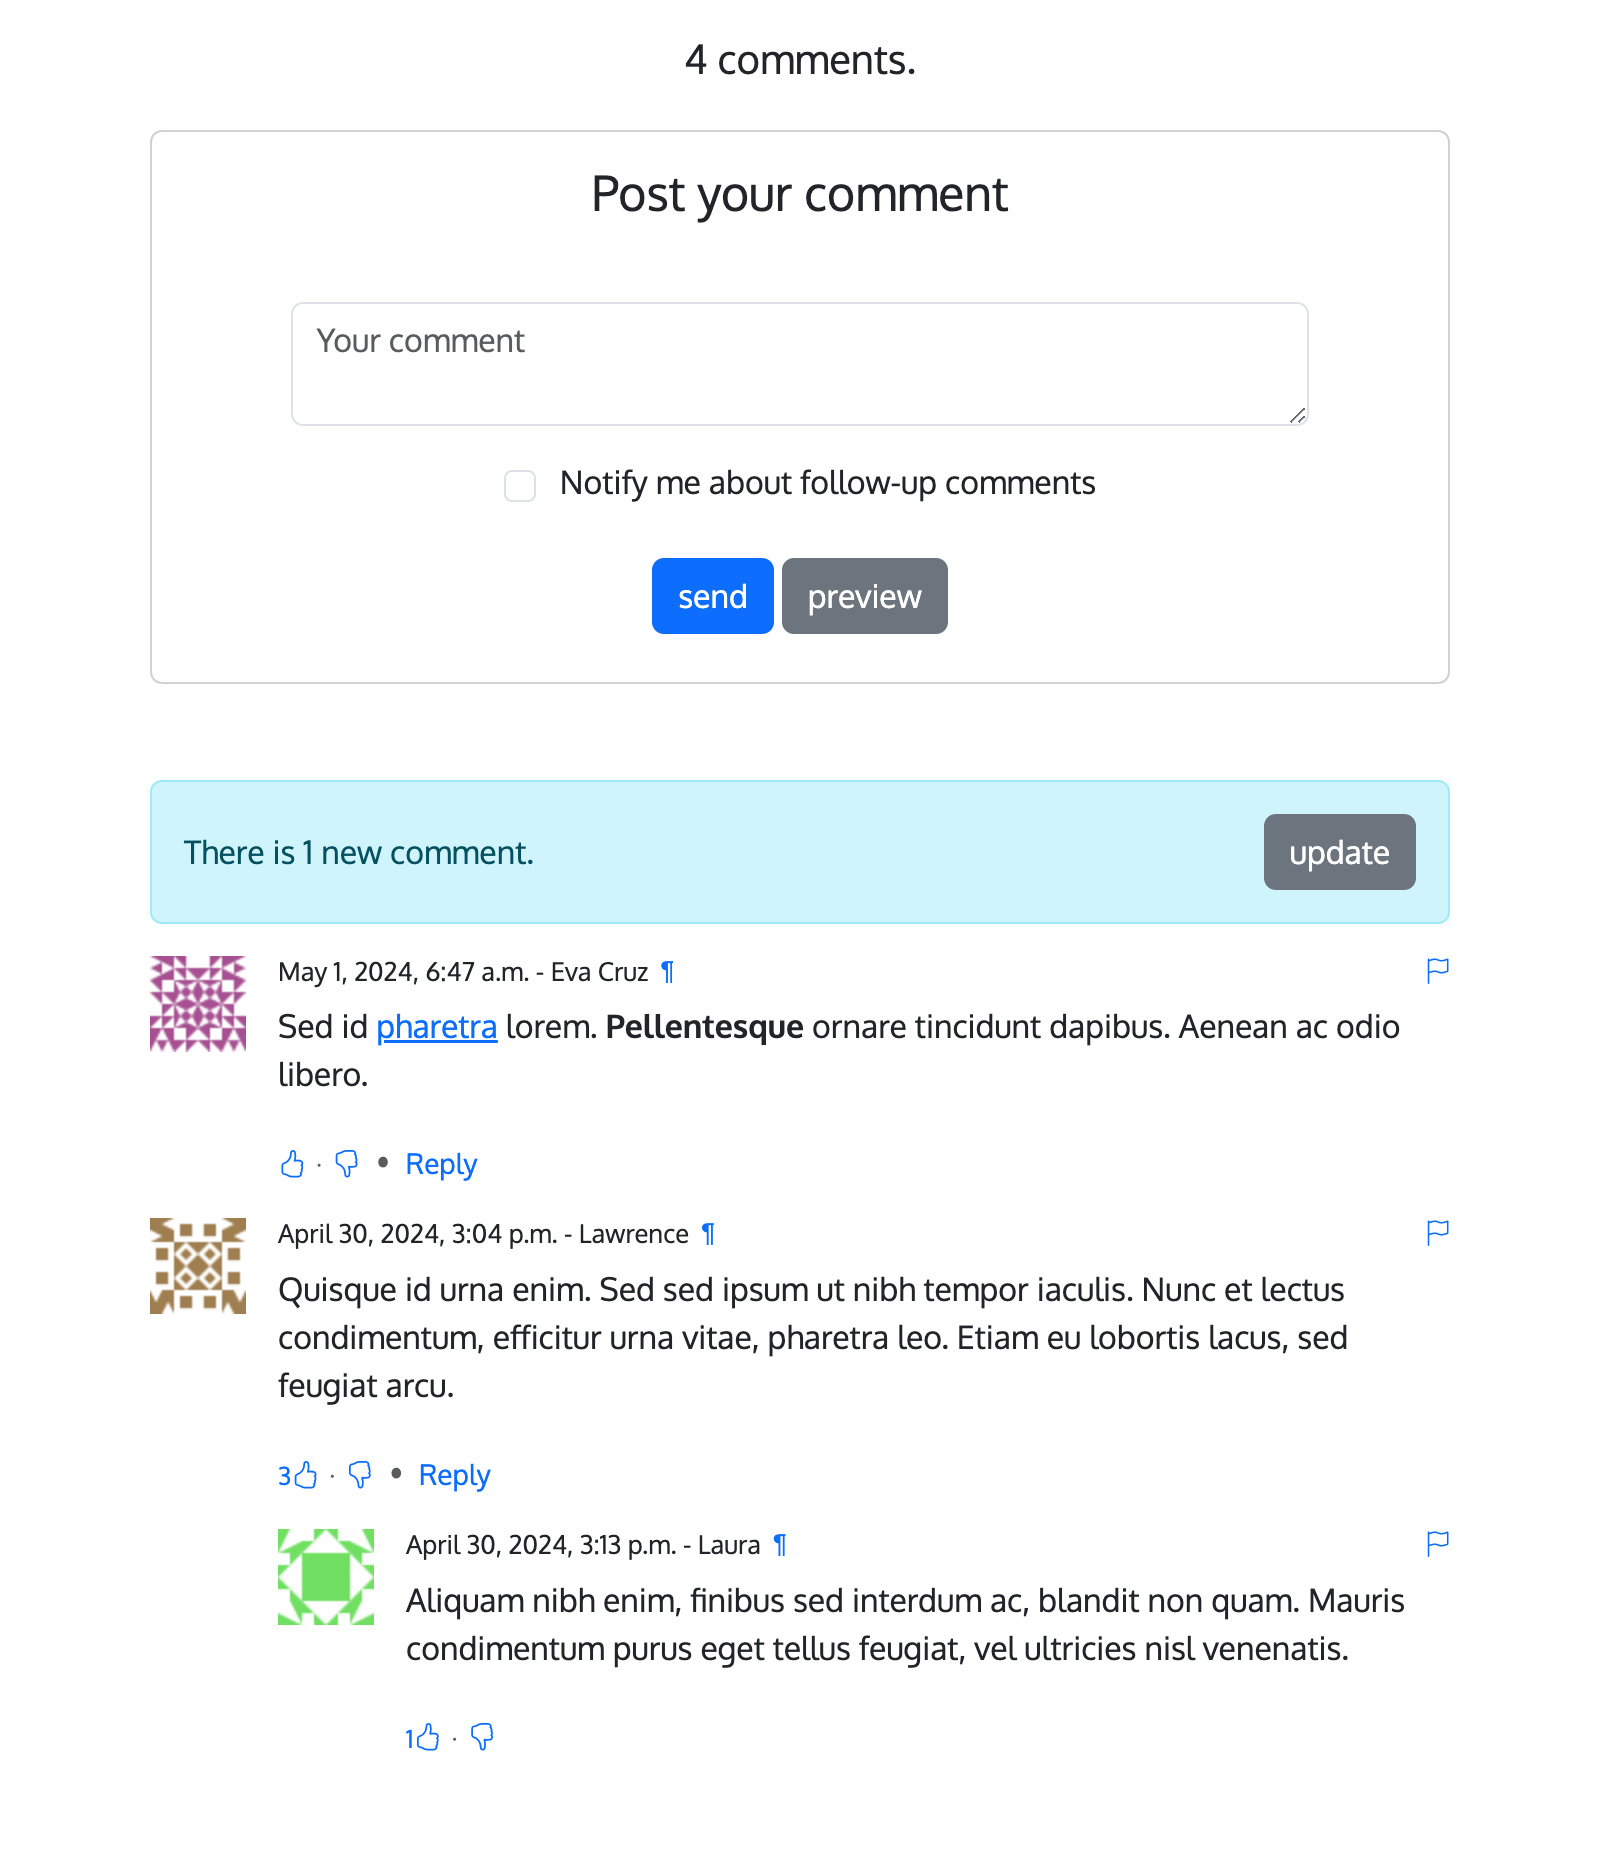 4 comments.
Post your comment
Your comment
Notify me about follow-up comments
send preview
There is 1 new comment. update
May 1, 2024, 6:47 a.m. - Eva Cruz ¶
Sed id pharetra lorem. Pellentesque ornare tincidunt dapibus. Aenean ac odio
libero.
· • Reply
April 30, 2024, 3:04 p.m. - Lawrence ¶
Quisque id urna enim. Sed sed ipsum ut nibh tempor iaculis. Nunc et lectus
condimentum, efficitur urna vitae, pharetra leo. Etiam eu lobortis lacus, sed
feugiat arcu.
3 · • Reply
April 30, 2024, 3:13 p.m. - Laura ¶
Aliquam nibh enim, finibus sed interdum ac, blandit non quam. Mauris
condimentum purus eget tellus feugiat, vel ultricies nisl venenatis.
1 ·